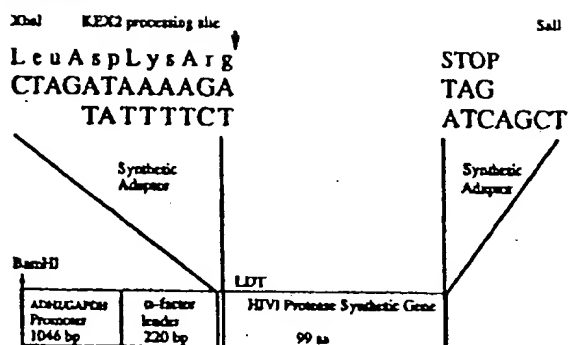 XbaI KEX2 processing site SalI
LeuAspLysArg STOP
CTAGATAAAAGA TAG
TATTTTCT ATCAGCT
Synthetic Adaptor
Synthetic Adaptor
BamHI
LDT
ADH2/GAPDH Promoter 1046 bp
α-factor leader 220 bp
HIV1 Protease Synthetic Gene
99 aa